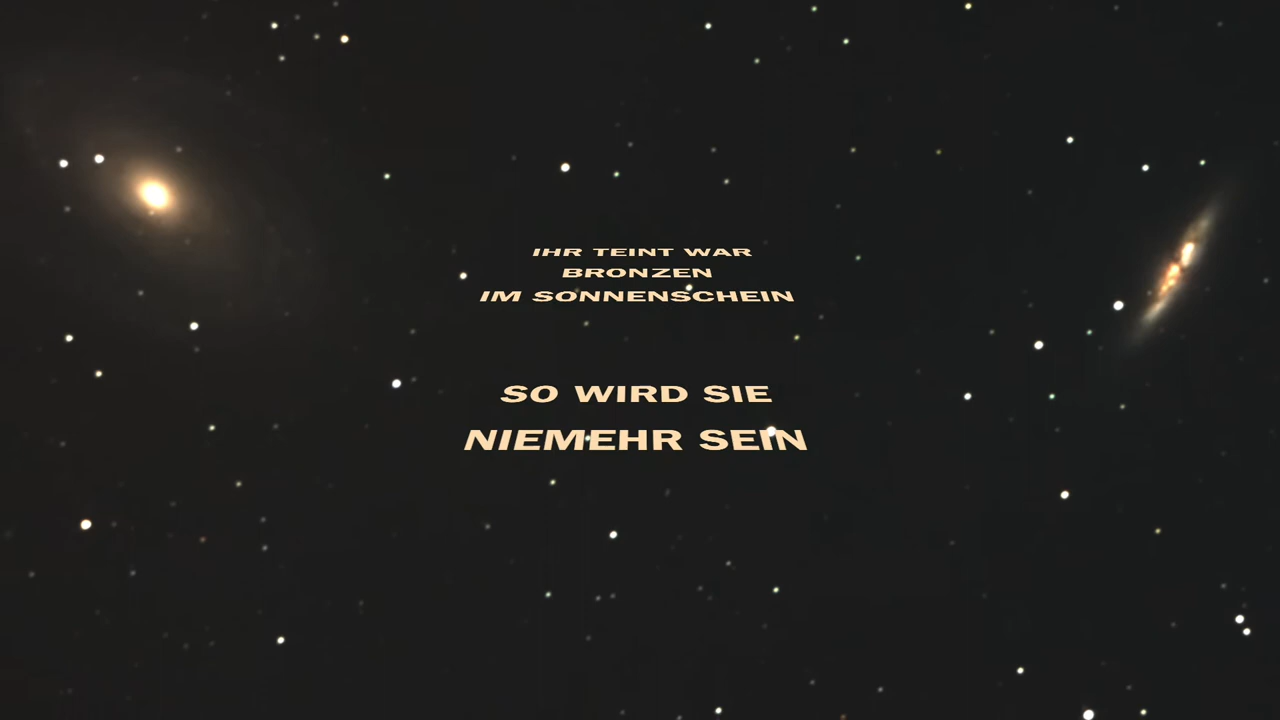 IHR TEINT WAR
BRONZEN
IM SONNENSCHEIN
SO WIRD SIE
NIEMEHR SEIN